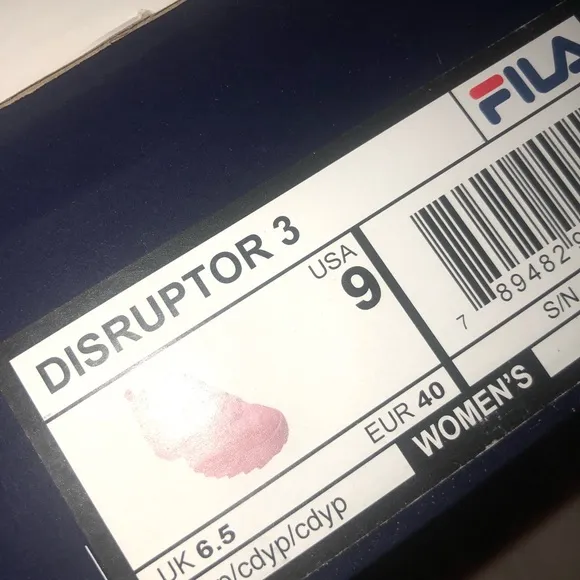 FILA
DISRUPTOR 3
USA
9
7 89482
S/N
EUR 40
WOMEN'S
UK 6.5
/cdyp/cdyp